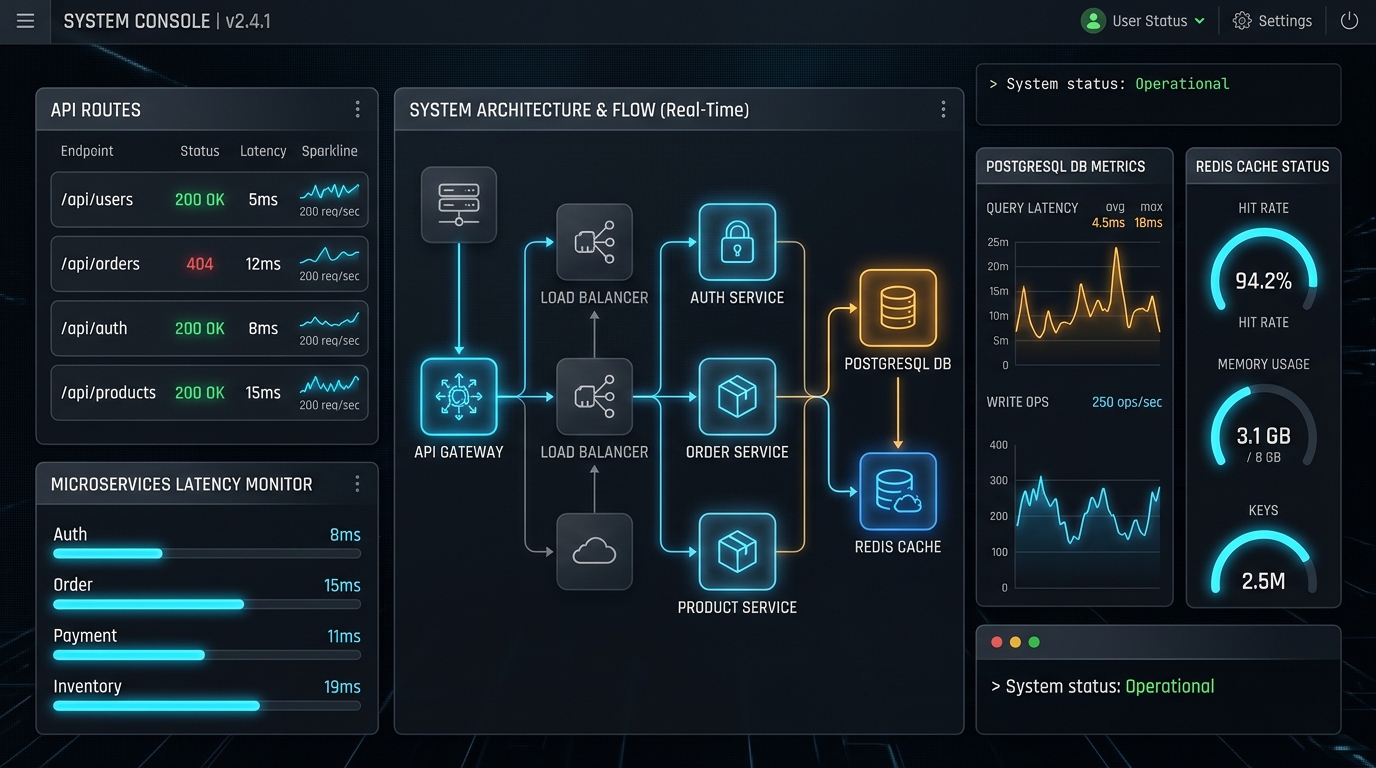 SYSTEM CONSOLE | v2.4.1
User Status
Settings
API ROUTES
Endpoint Status Latency Sparkline
/api/users 200 OK 5ms
200 req/sec
/api/orders 404 12ms
200 req/sec
/api/auth 200 OK 8ms
200 req/sec
/api/products 200 OK 15ms
200 req/sec
MICROSERVICES LATENCY MONITOR
Auth 8ms
Order 15ms
Payment 11ms
Inventory 19ms
SYSTEM ARCHITECTURE & FLOW (Real-Time)
LOAD BALANCER
AUTH SERVICE
POSTGRESQL DB
API GATEWAY
LOAD BALANCER
ORDER SERVICE
REDIS CACHE
PRODUCT SERVICE
> System status: Operational
POSTGRESQL DB METRICS
QUERY LATENCY
avg max
4.5ms 18ms
25m
20m
15m
10m
5m
0
WRITE OPS 250 ops/sec
400
300
200
100
0
REDIS CACHE STATUS
HIT RATE
94.2%
HIT RATE
MEMORY USAGE
3.1 GB
/ 8 GB
KEYS
2.5M
> System status: Operational